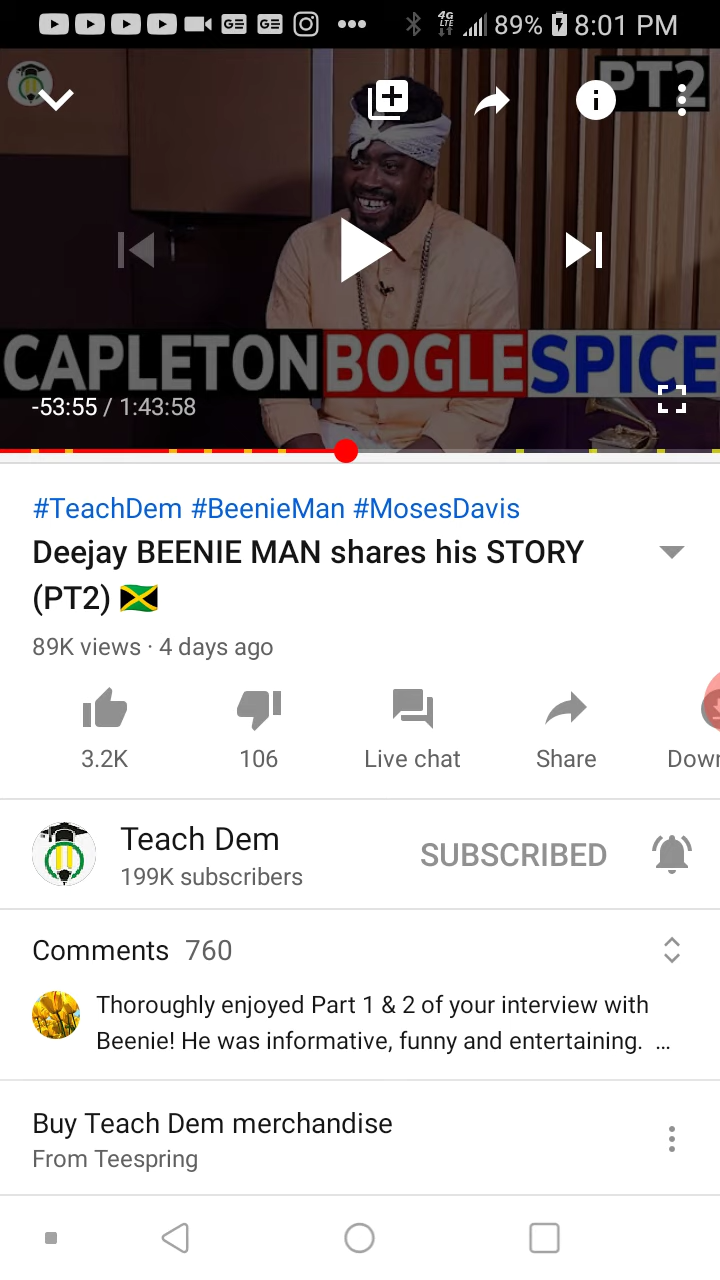 4G
LTE
89%
8:01 PM
PT2
CAPLETON BOGLE SPICE
-53:55 / 1:43:58
#TeachDem #BeenieMan #MosesDavis
Deejay BEENIE MAN shares his STORY
(PT2) 🇯🇲
89K views · 4 days ago
3.2K
106
Live chat
Share
Down
Teach Dem
199K subscribers
SUBSCRIBED
Comments 760
Thoroughly enjoyed Part 1 & 2 of your interview with
Beenie! He was informative, funny and entertaining. ...
Buy Teach Dem merchandise
From Teespring